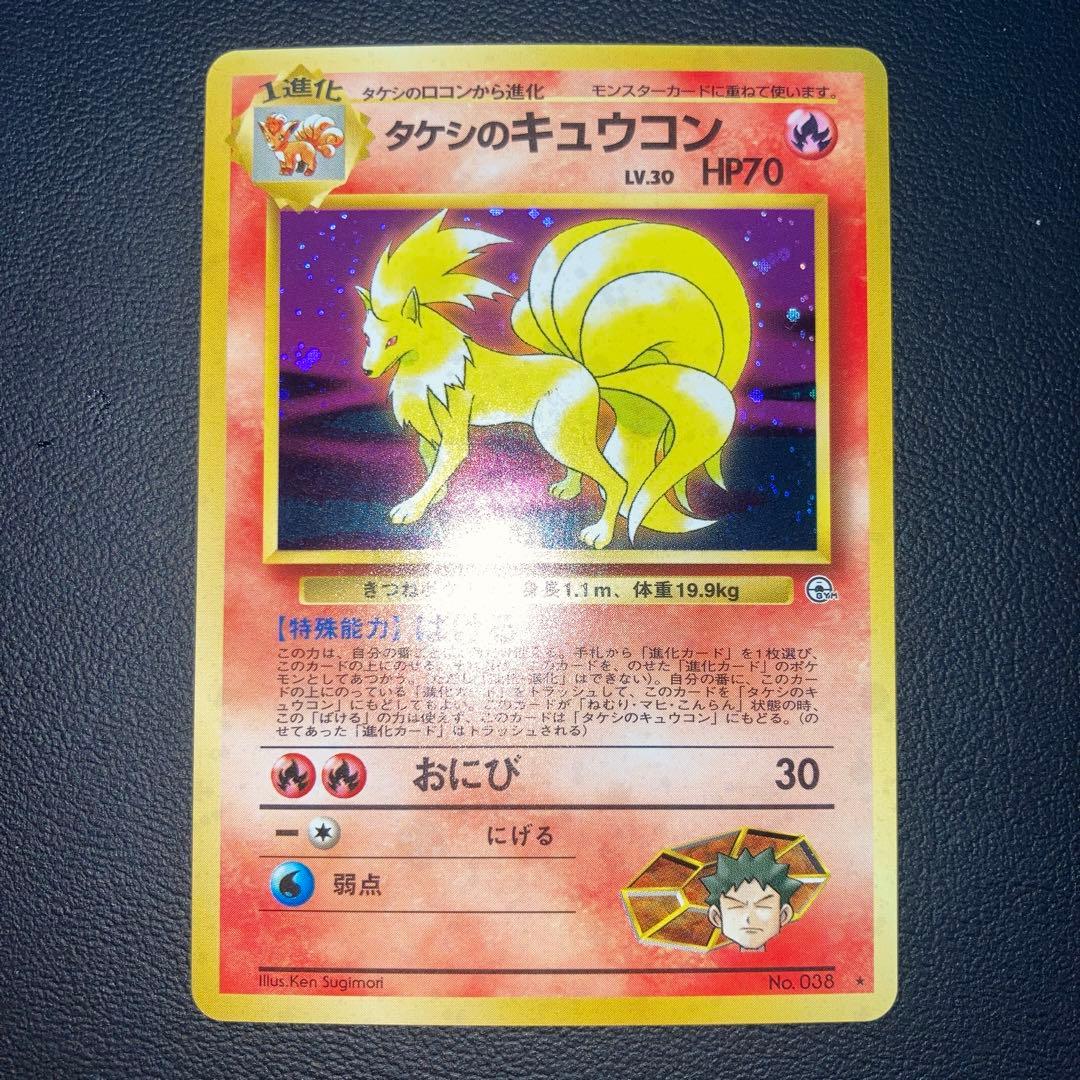 1進化 タケシのロコンから進化 モンスターカードに重ねて使います。
タケシのキュウコン
LV.30 HP70
きつね 1.1m、体重19.9kg
GYM
【特殊能力】ばける
この力は、自分の番に 手札から「進化カード」を1枚選び、
このカードの上にのせる。 カードを、のせた「進化カード」のポケ
モンとしてあつかう。 はできない)。自分の番に、このカー
ドの上にのっている「進化カード」をトラッシュして、このカードを「タケシのキ
ュウコン」にもどしてもよい。このカードが「ねむり・マヒ・こんらん」状態の時、
この「ばける」の力は使えず、このカードは「タケシのキュウコン」にもどる。(の
せてあった「進化カード」はトラッシュされる)
おにび 30
にげる
弱点
Illus.Ken Sugimori No. 038 ★